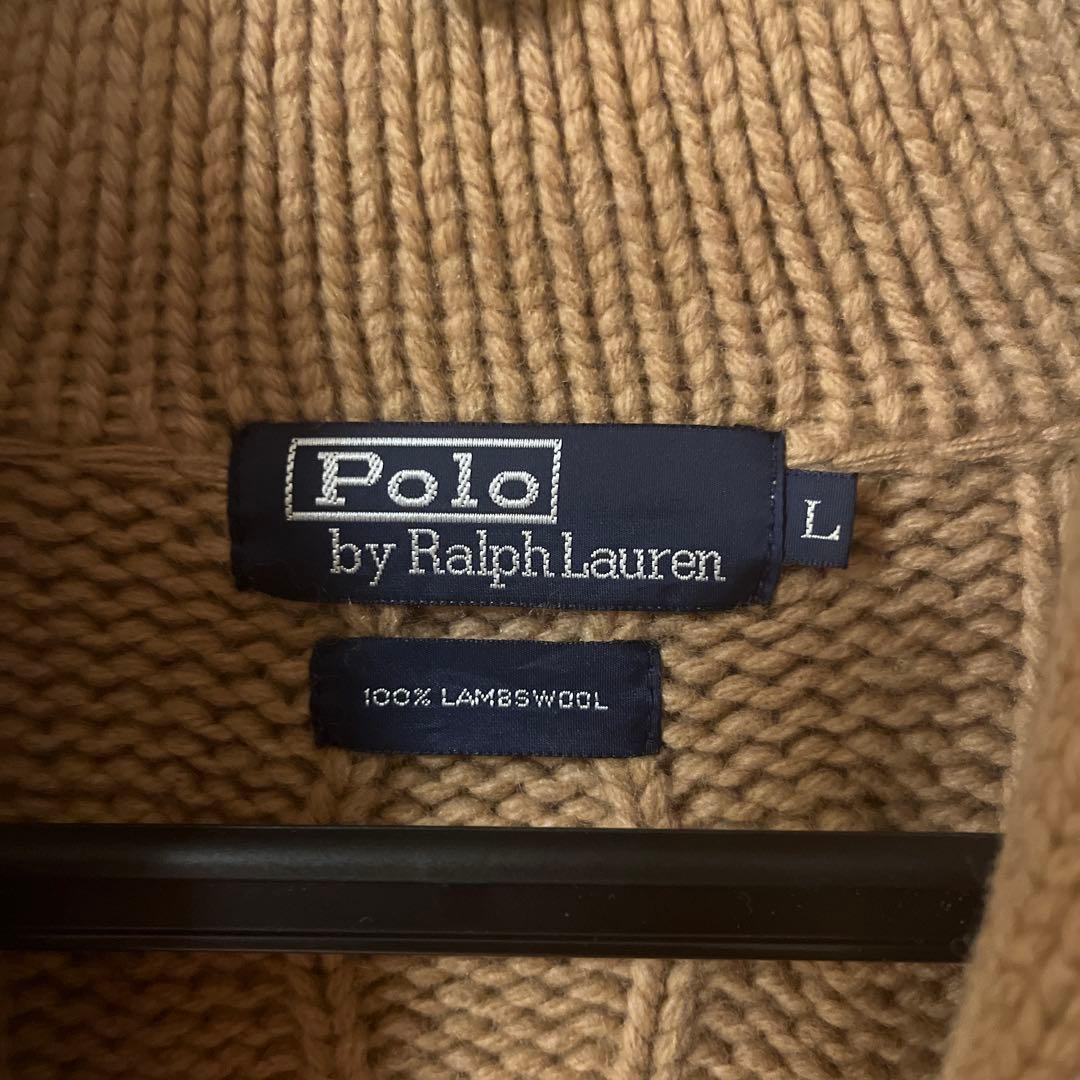 Polo
by Ralph Lauren
L
100% LAMBSWOOL